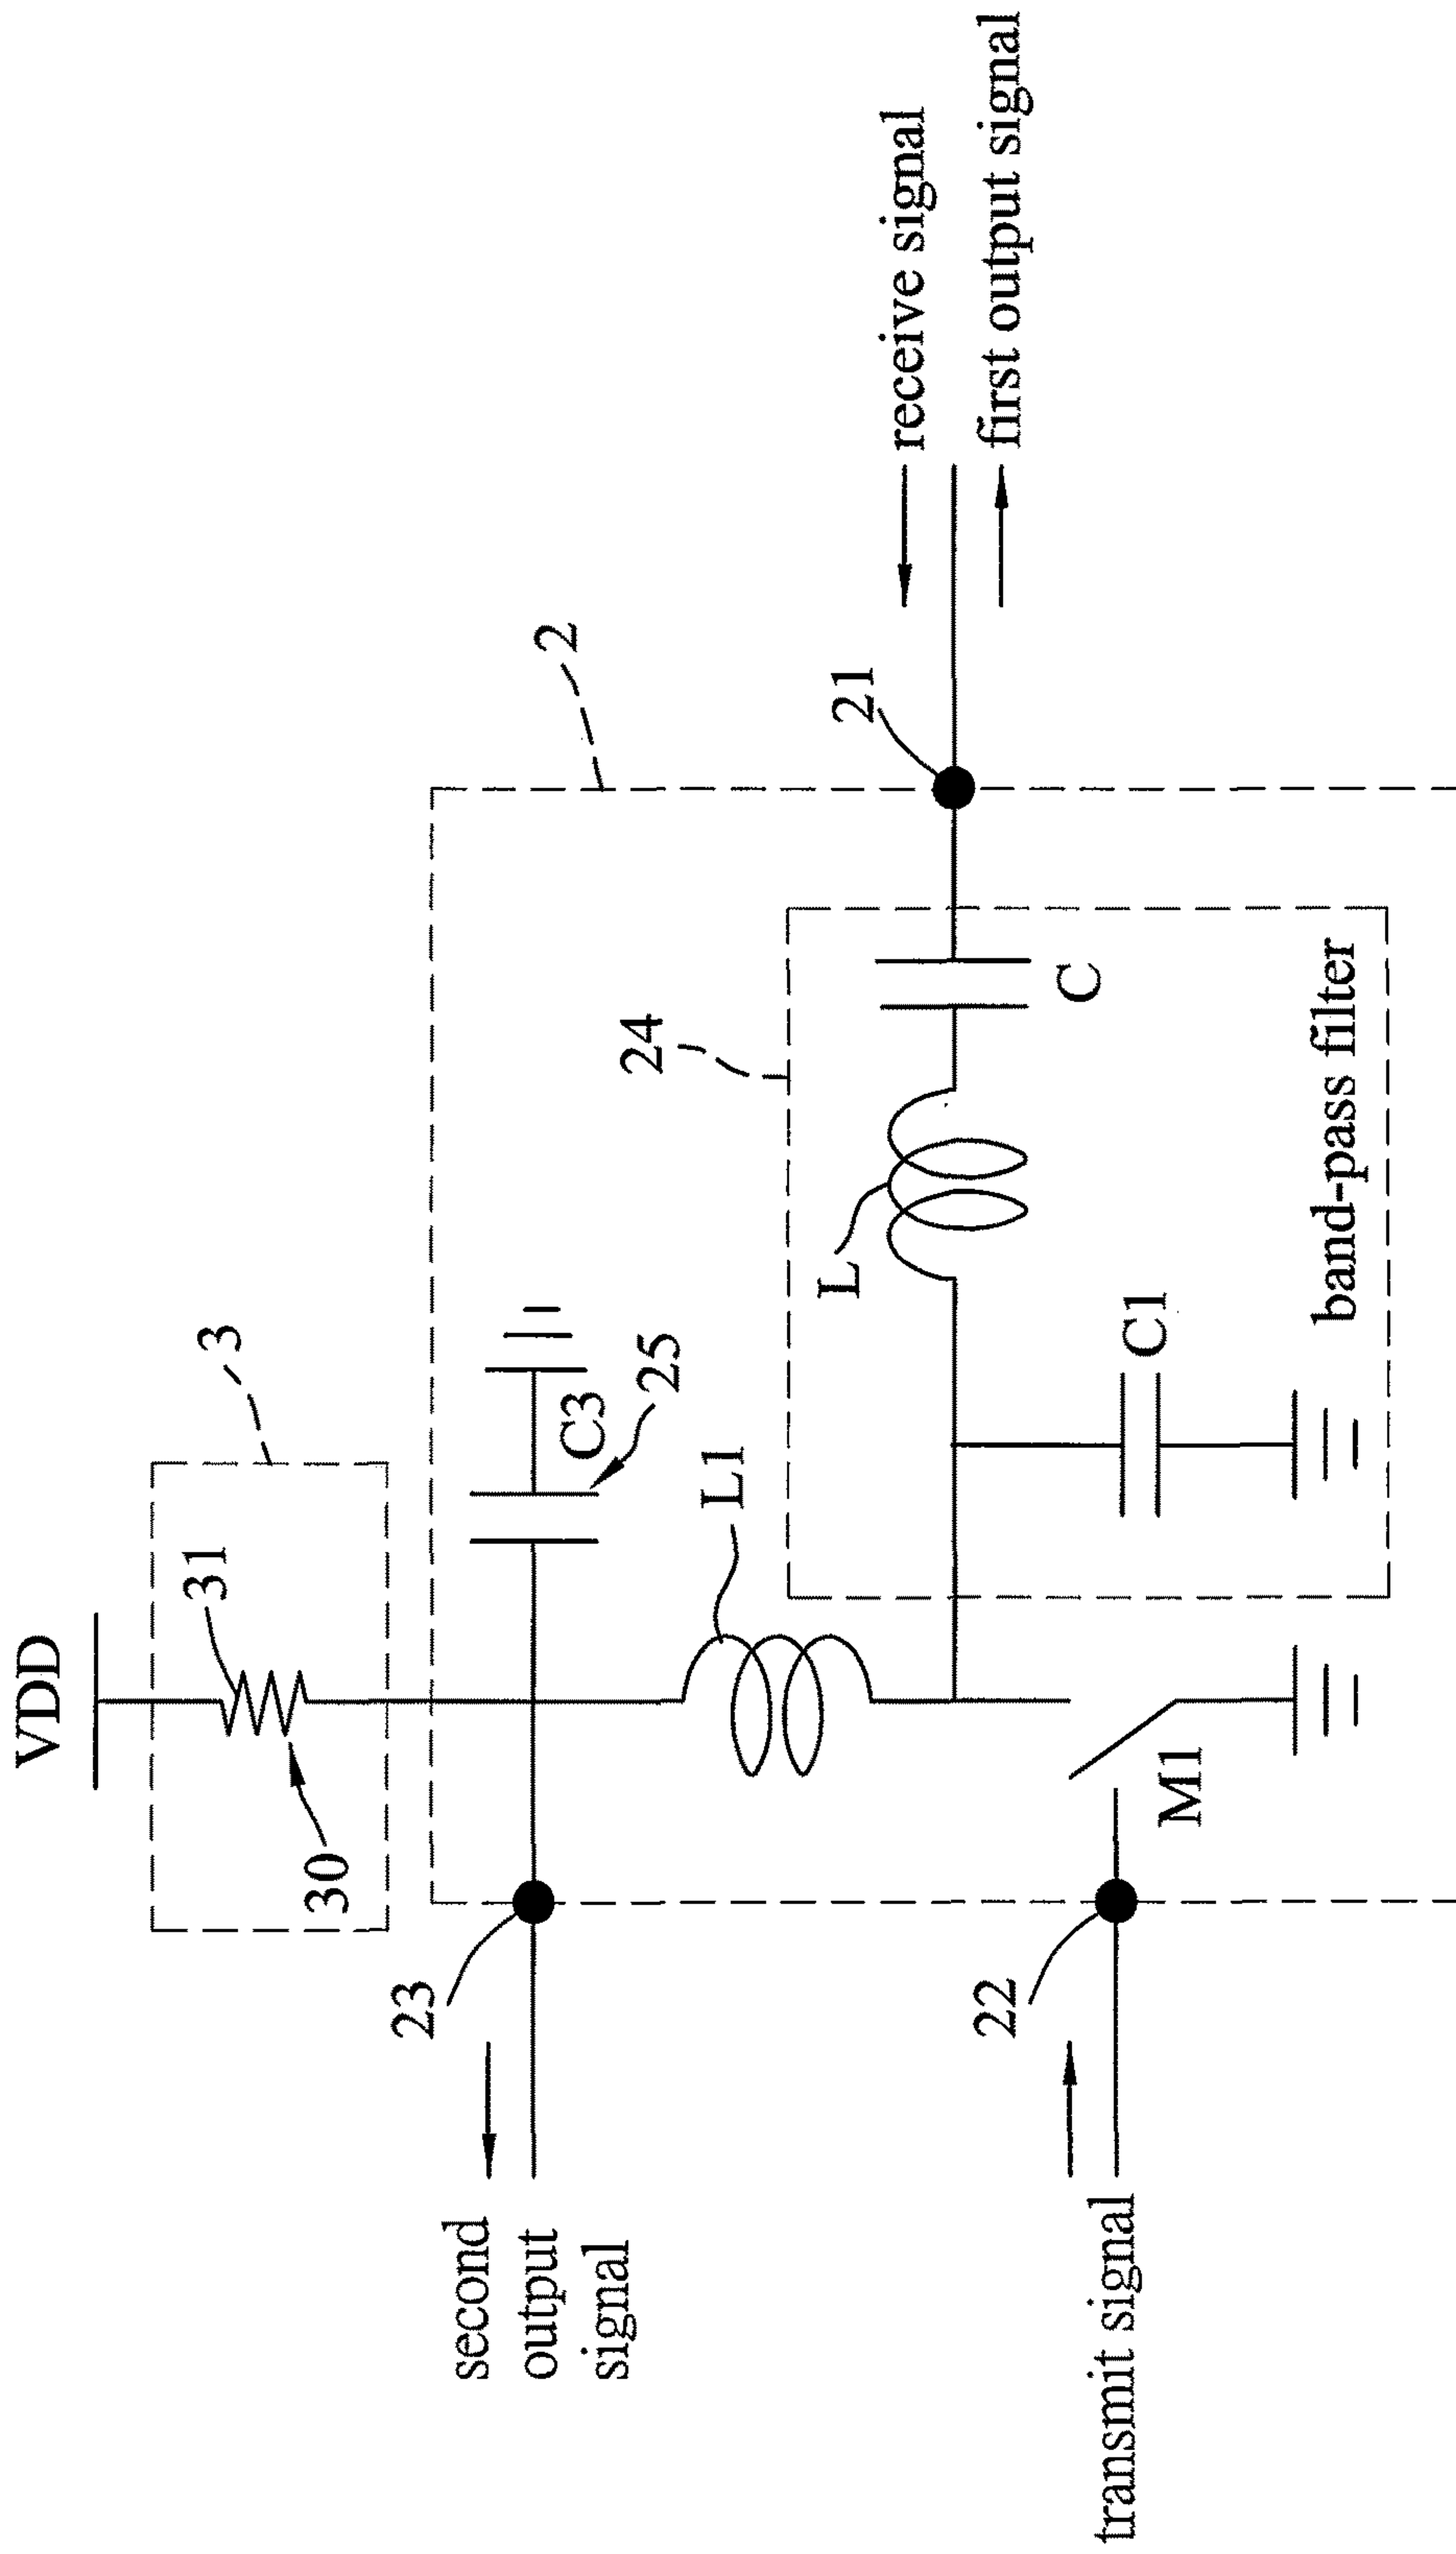 VDD
3
31
30
2
C3
25
23
second
output
signal
L1
24
L
C
21
receive signal
first output signal
C1
band-pass filter
M1
22
transmit signal